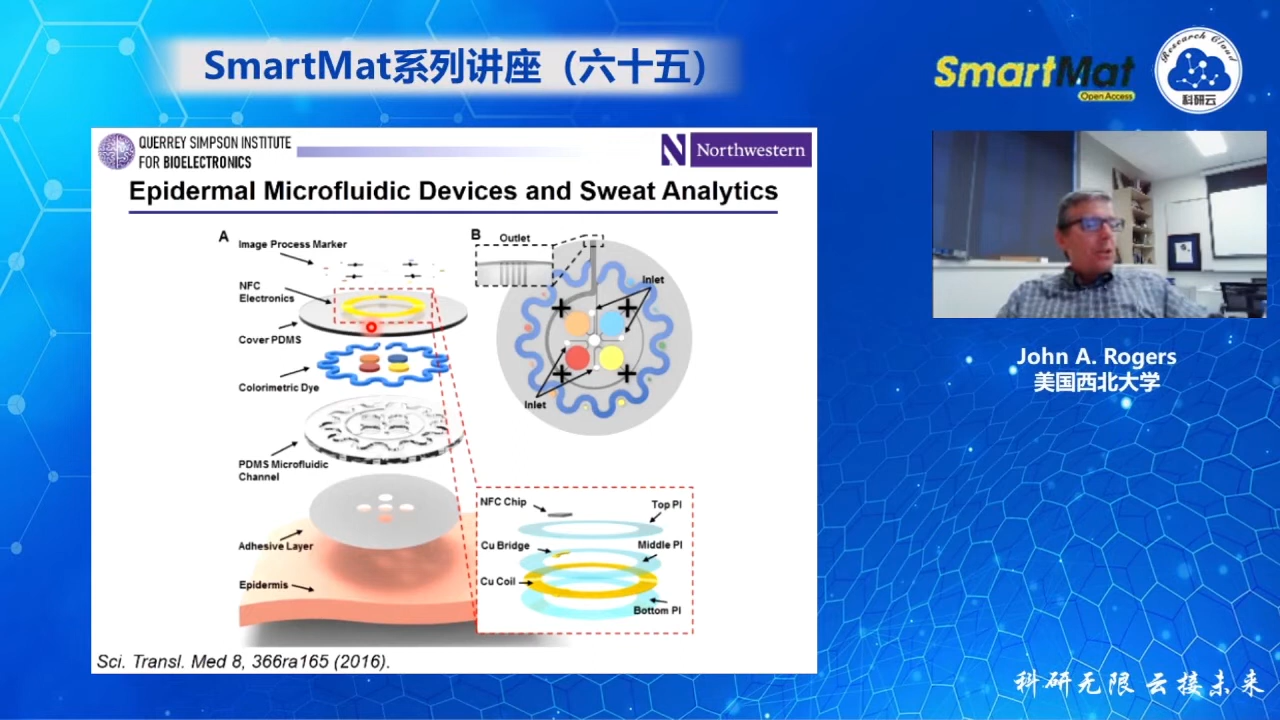 SmartMat系列讲座（六十五）
SmartMat
Open Access
Research Cloud
科研云
QUERREY SIMPSON INSTITUTE
FOR BIOELECTRONICS
N Northwestern
Epidermal Microfluidic Devices and Sweat Analytics
A
Image Process Marker
NFC
Electronics
Cover PDMS
Colorimetric Dye
PDMS Microfluidic
Channel
Adhesive Layer
Epidermis
B
Outlet
Inlet
Inlet
NFC Chip
Top PI
Cu Bridge
Middle PI
Cu Coil
Bottom PI
Sci. Transl. Med 8, 366ra165 (2016).
John A. Rogers
美国西北大学
科研无限 云接未来